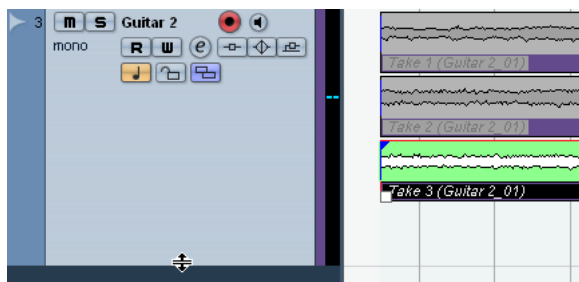 3 m S Guitar 2
mono R W e
Take 1 (Guitar 2_01)
Take 2 (Guitar 2_01)
Take 3 (Guitar 2_01)